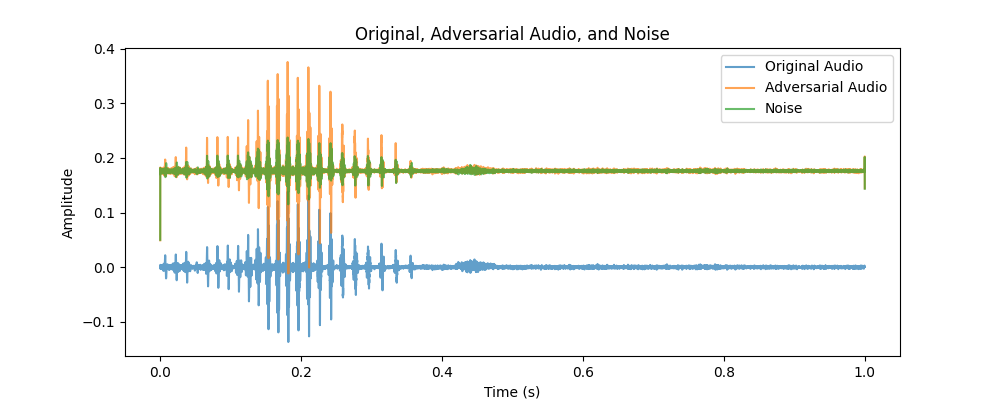 Original, Adversarial Audio, and Noise
Original Audio
Adversarial Audio
Noise
Amplitude
0.4
0.3
0.2
0.1
0.0
−0.1
0.0 0.2 0.4 0.6 0.8 1.0
Time (s)